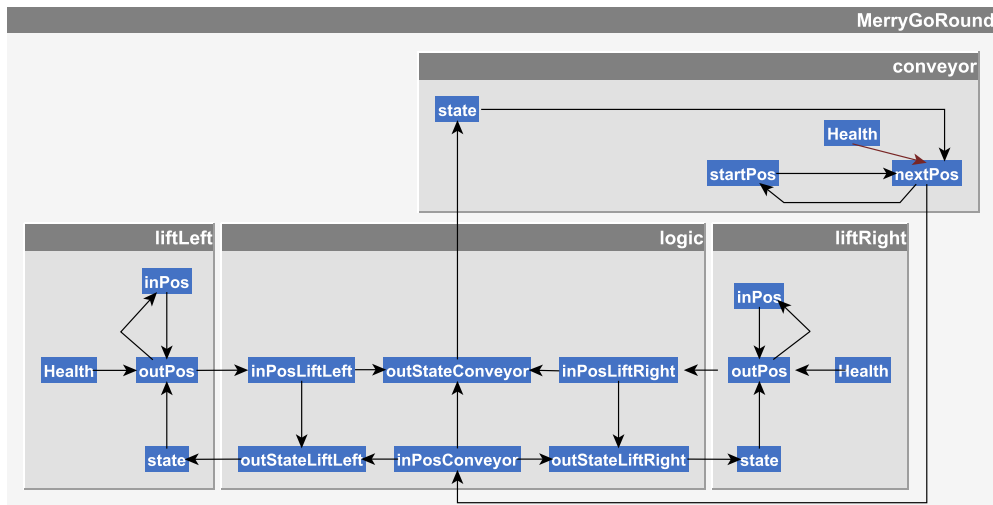 MerryGoRound
conveyor
state
Health
startPos
nextPos
liftLeft
logic
liftRight
inPos
inPos
Health
outPos
inPosLiftLeft
outStateConveyor
inPosLiftRight
outPos
Health
state
outStateLiftLeft
inPosConveyor
outStateLiftRight
state